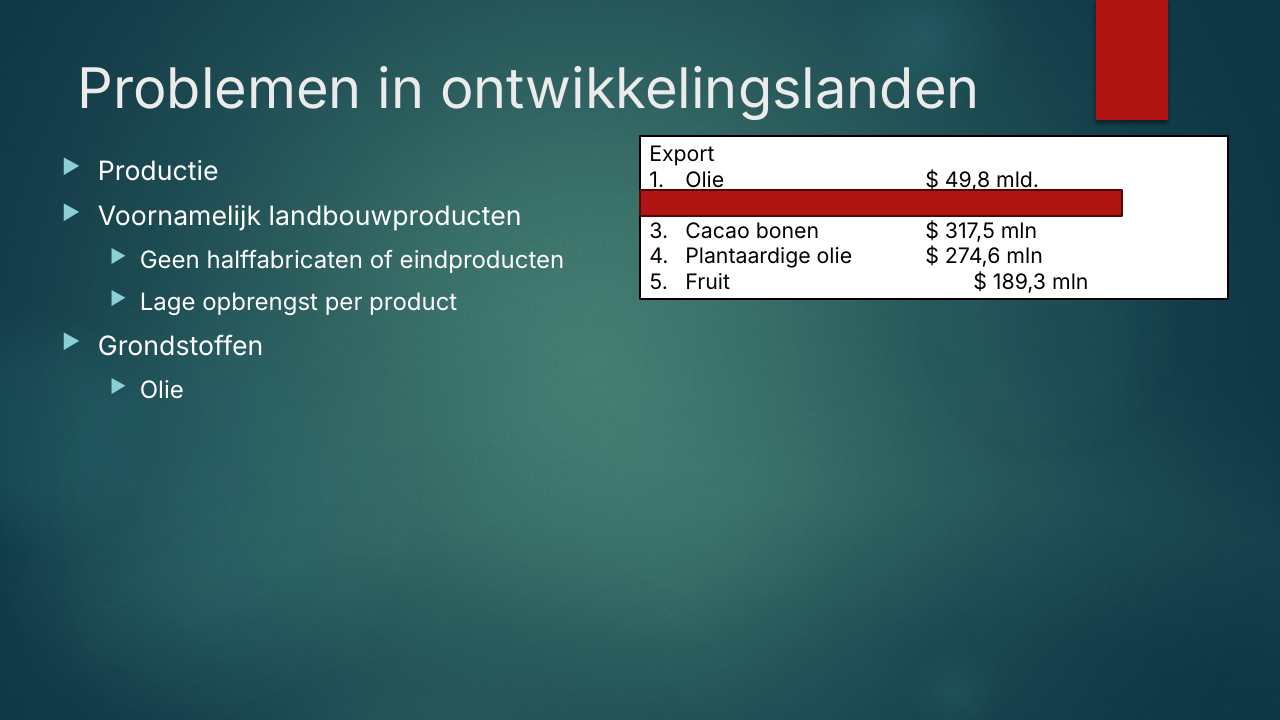 Problemen in ontwikkelingslanden
Productie
Voornamelijk landbouwproducten
Geen halffabricaten of eindproducten
Lage opbrengst per product
Grondstoffen
Olie
Export
1. Olie $ 49,8 mld.
3. Cacao bonen $ 317,5 mln
4. Plantaardige olie $ 274,6 mln
5. Fruit $ 189,3 mln